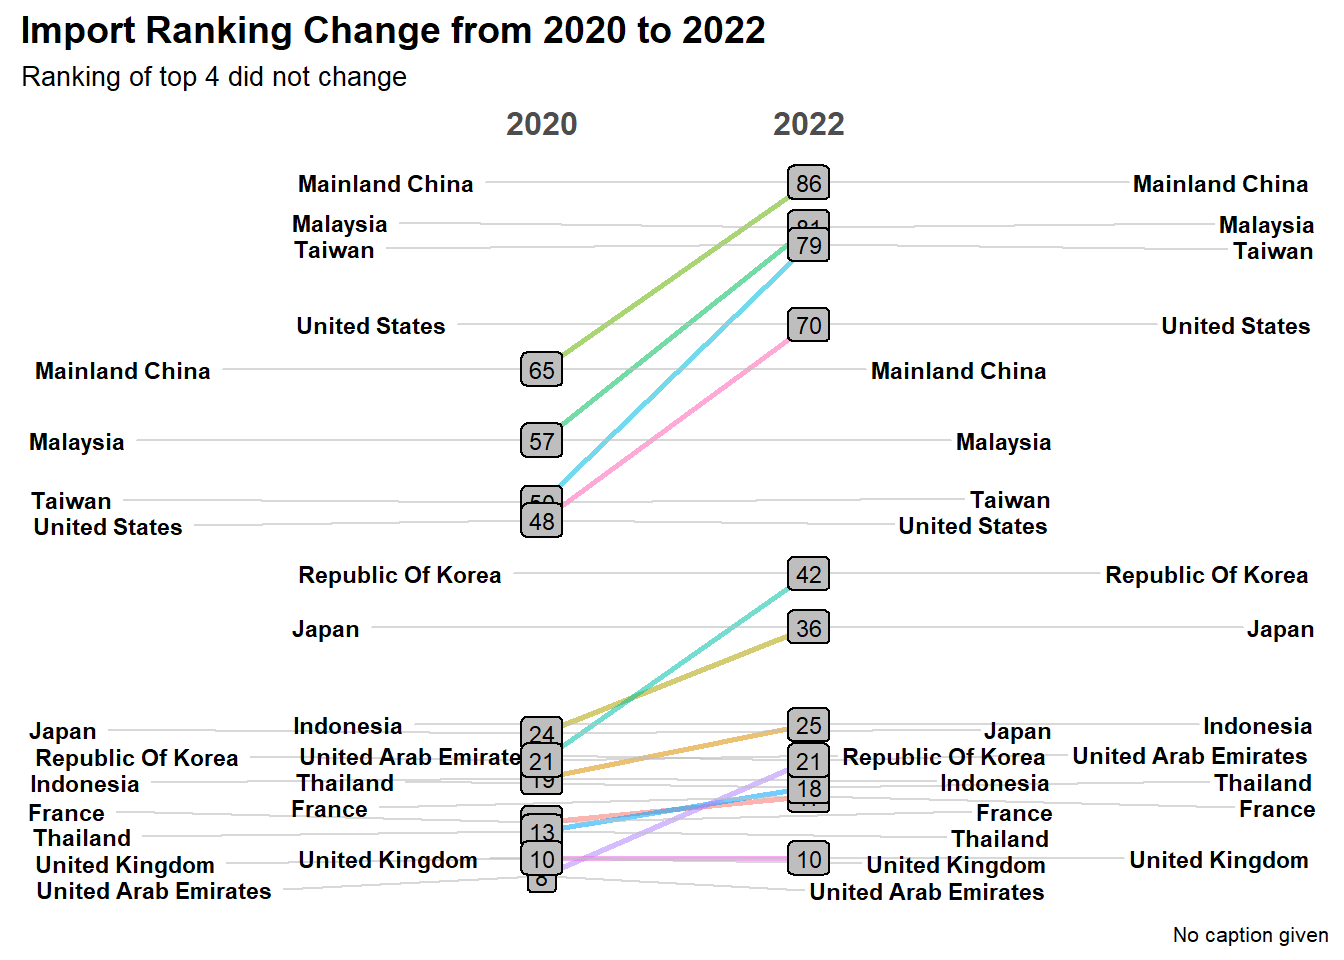 Import Ranking Change from 2020 to 2022
Ranking of top 4 did not change
2020 2022
Mainland China 86 Mainland China
Malaysia 81 Malaysia
Taiwan 79 Taiwan
United States 70 United States
Mainland China 65 Mainland China
Malaysia 57 Malaysia
Taiwan 50 Taiwan
United States 48 United States
Republic Of Korea 42 Republic Of Korea
Japan 36 Japan
Japan Indonesia 24 25 Japan Indonesia
Republic Of Korea United Arab Emirate 21 21 Republic Of Korea United Arab Emirates
Indonesia Thailand 19 18 Indonesia Thailand
France France France France
Thailand 13 Thailand
United Kingdom United Kingdom 10 10 United Kingdom United Kingdom
United Arab Emirates 8 United Arab Emirates
No caption given